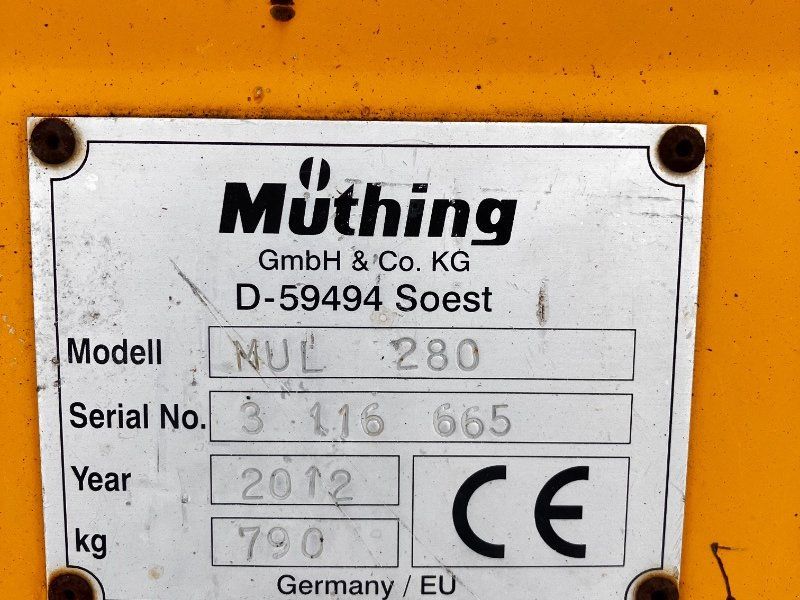 Müthing
GmbH & Co. KG
D-59494 Soest
Modell MUL 280
Serial No. 3 116 665
Year 2012
kg 790
CE
Germany / EU